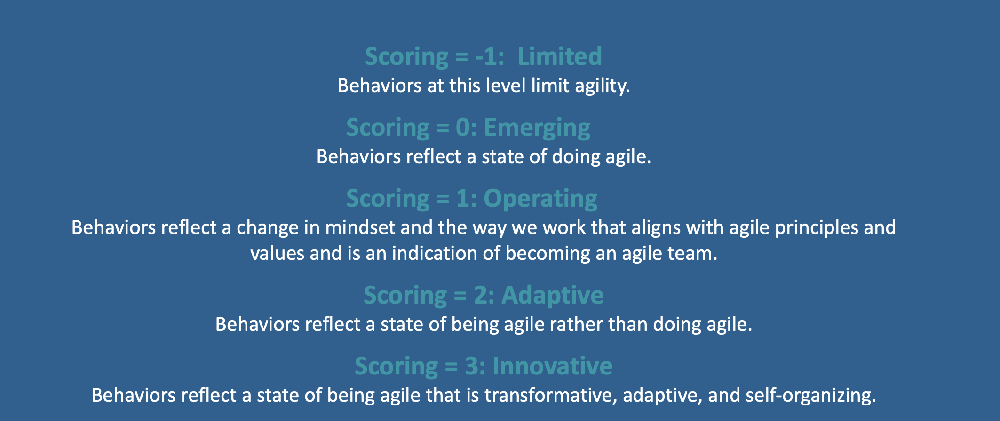 Scoring = -1:  Limited
Behaviors at this level limit agility.
Scoring = 0: Emerging
Behaviors reflect a state of doing agile.
Scoring = 1: Operating
Behaviors reflect a change in mindset and the way we work that aligns with agile principles and
values and is an indication of becoming an agile team.
Scoring = 2: Adaptive
Behaviors reflect a state of being agile rather than doing agile.
Scoring = 3: Innovative
Behaviors reflect a state of being agile that is transformative, adaptive, and self-organizing.